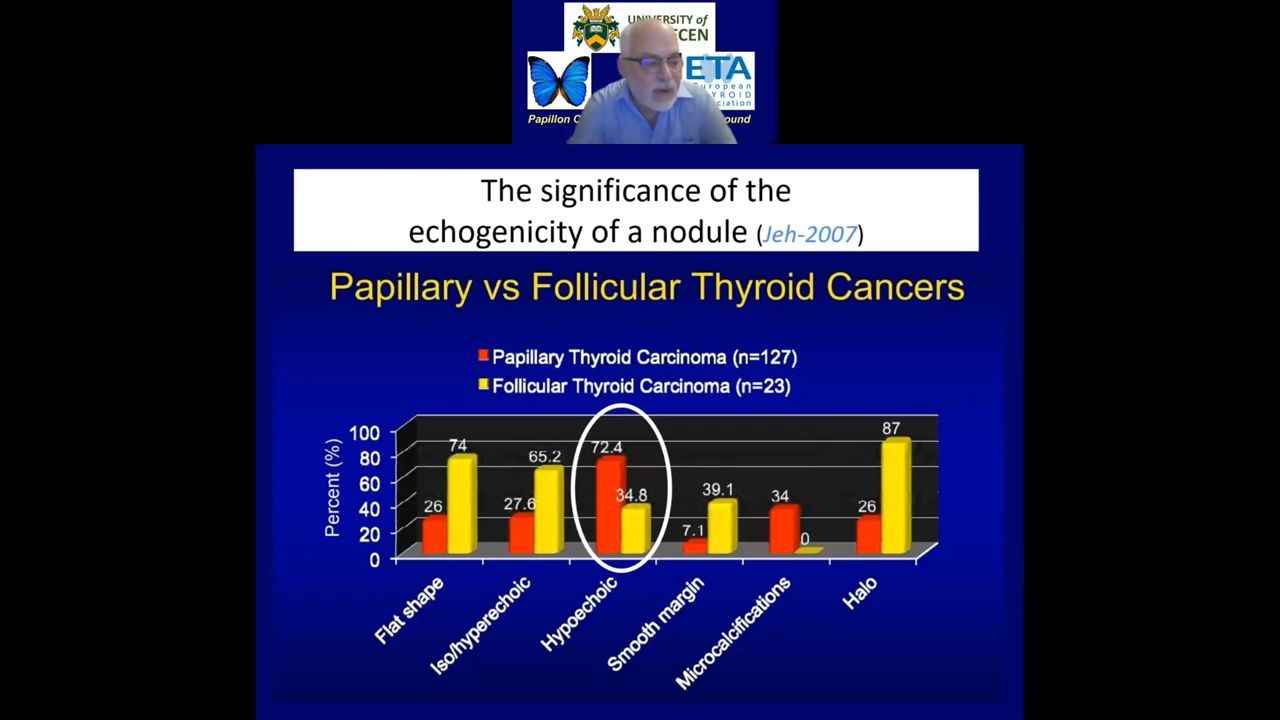 UNIVERSITY of
CEN
ETA
YROID
ciation
Papillon
ound
The significance of the
echogenicity of a nodule (Jeh-2007)
Papillary vs Follicular Thyroid Cancers
Papillary Thyroid Carcinoma (n=127)
Follicular Thyroid Carcinoma (n=23)
Percent (%)
100
80
60
40
20
0
26
74
27.6
65.2
72.4
34.8
7.1
39.1
34
0
26
87
Flat shape
Iso/hyperechoic
Hypoechoic
Smooth margin
Microcalcifications
Halo